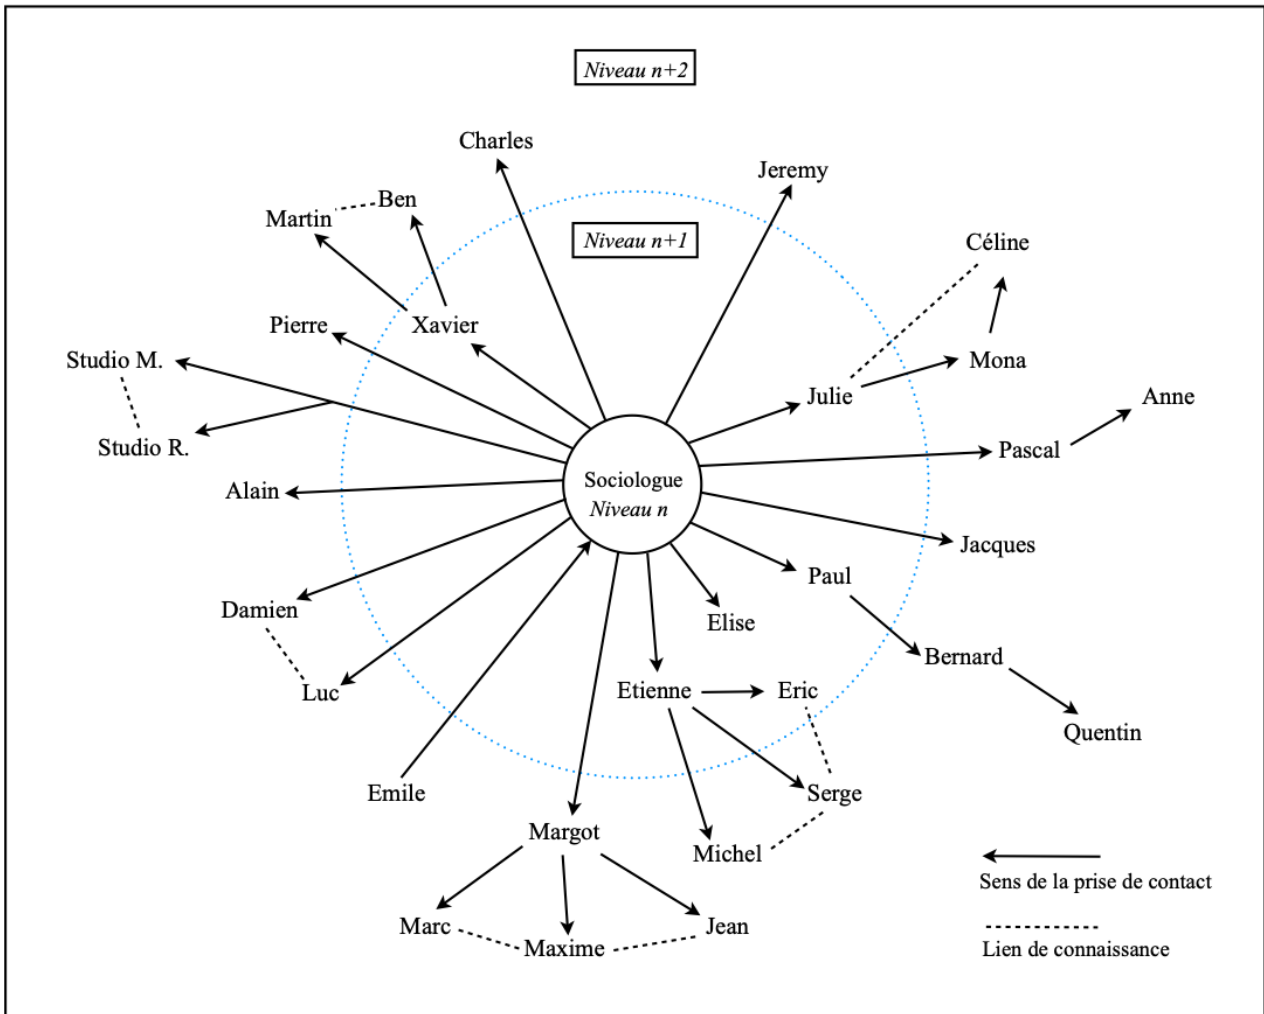 Niveau n+2
Charles
Jeremy
Ben
Martin
Niveau n+1
Céline
Pierre
Xavier
Studio M.
Mona
Julie
Anne
Studio R.
Pascal
Sociologue
Niveau n
Alain
Jacques
Paul
Damien
Elise
Bernard
Luc
Etienne
Eric
Quentin
Emile
Serge
Margot
Michel
Sens de la prise de contact
Marc
Maxime
Jean
Lien de connaissance